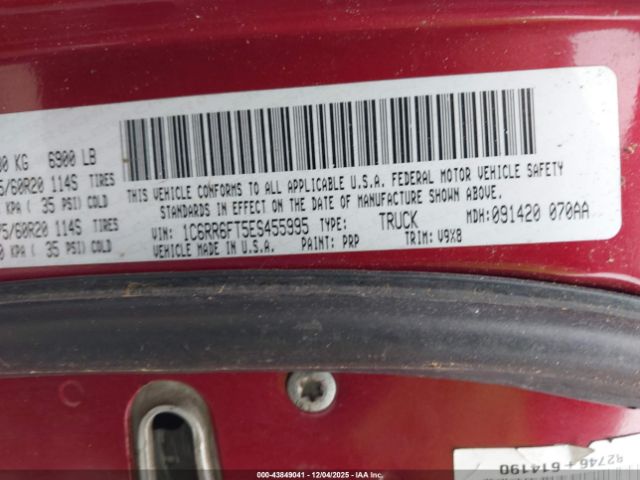 00 KG 6900 LB
5/60R20 114S TIRES
KPA ( 35 PSI) COLD
75/60R20 114S TIRES
0 KPA ( 35 PSI) COLD
THIS VEHICLE CONFORMS TO ALL APPLICABLE U.S.A. FEDERAL MOTOR VEHICLE SAFETY
STANDARDS IN EFFECT ON THE DATE OF MANUFACTURE SHOWN ABOVE.
VIN: 1C6RR6FT5ES455995 TYPE: TRUCK MDH: 091420 070AA
VEHICLE MADE IN U.S.A. PAINT: PRP TRIM: V9X8
92746 + 614190
000-43849041 - 12/04/2025 - IAA Inc.